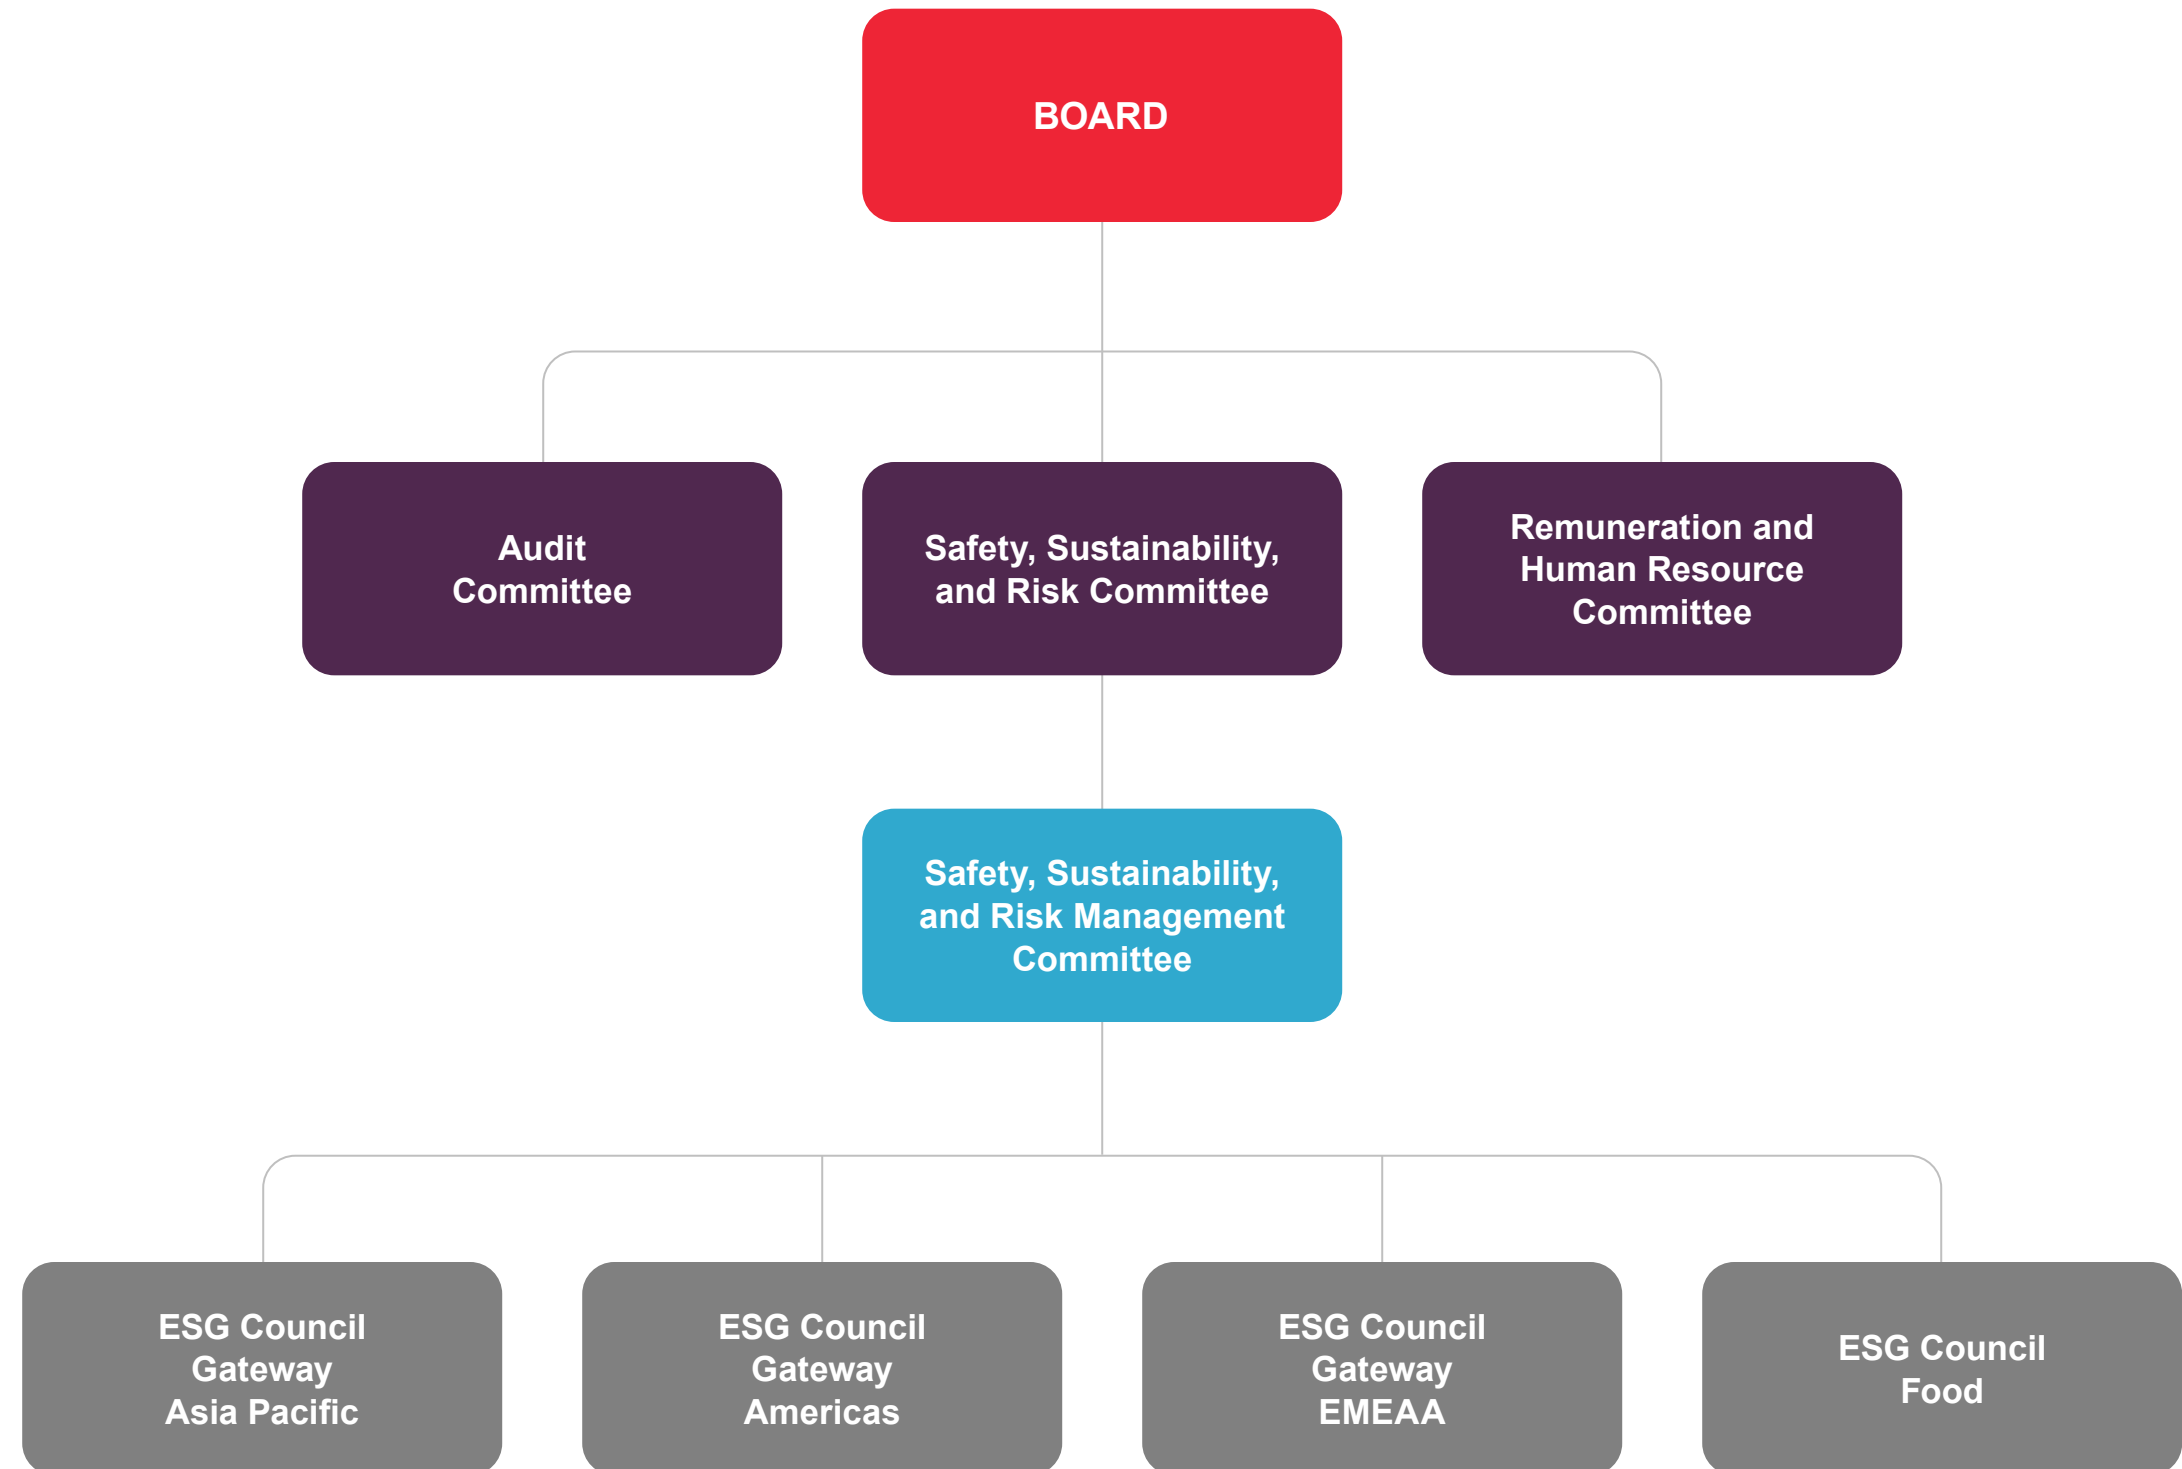 BOARD
Audit
Committee
Safety, Sustainability,
and Risk Committee
Remuneration and
Human Resource
Committee
Safety, Sustainability,
and Risk Management
Committee
ESG Council
Gateway
Asia Pacific
ESG Council
Gateway
Americas
ESG Council
Gateway
EMEAA
ESG Council
Food